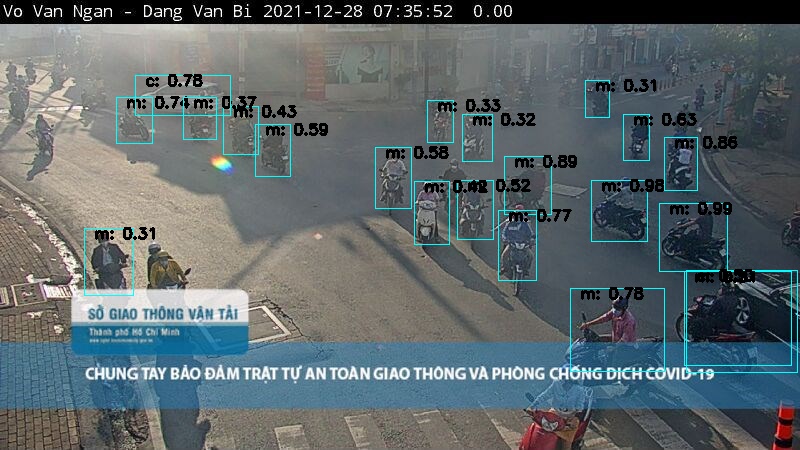 Vo Van Ngan - Dang Van Bi 2021-12-28 07:35:52 0.00
c: 0.78
m: 0.74
m: 0.37
m: 0.43
m: 0.59
m: 0.33
m: 0.32
m: 0.31
m: 0.63
m: 0.86
m: 0.58
m: 0.89
m: 0.52
m: 0.98
m: 0.99
m: 0.77
m: 0.31
m: 0.78
SỞ GIAO THÔNG VẬN TẢI
Thành phố Hồ Chí Minh
CHUNG TAY BẢO ĐẢM TRẬT TỰ AN TOÀN GIAO THÔNG VÀ PHÒNG CHỐNG DỊCH COVID-19